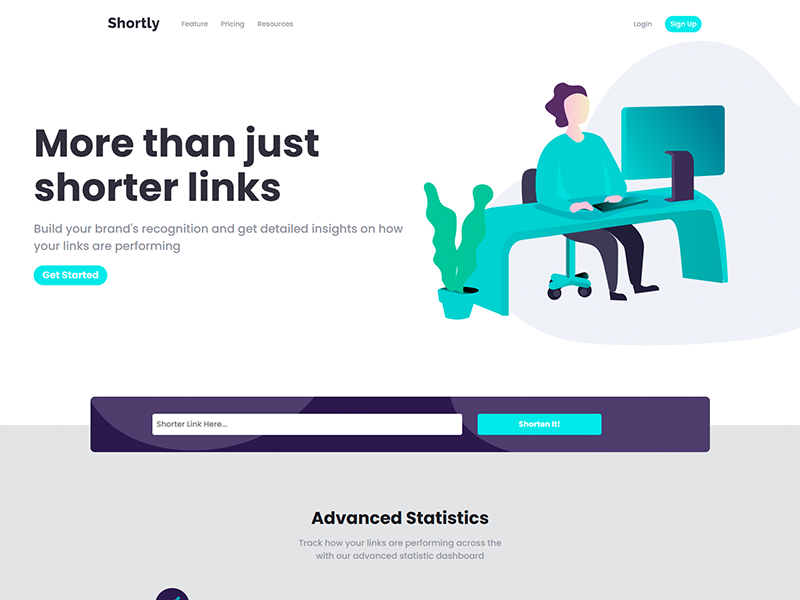 Shortly
Feature
Pricing
Resources
Login
Sign Up
More than just
shorter links
Build your brand's recognition and get detailed insights on how
your links are performing
Get Started
Shorter Link Here...
Shorten It!
Advanced Statistics
Track how your links are performing across the
with our advanced statistic dashboard